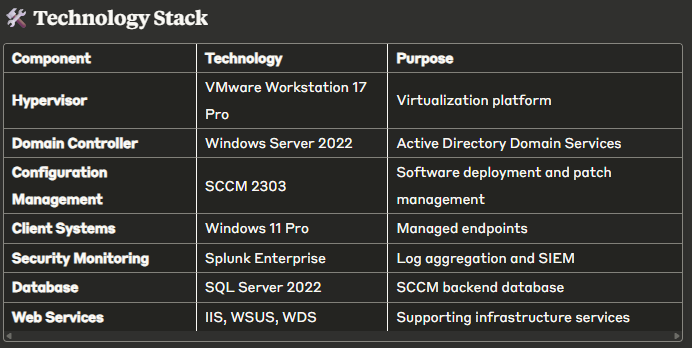 🛠️ Technology Stack
Component Technology Purpose
Hypervisor VMware Workstation 17 Pro Virtualization platform
Domain Controller Windows Server 2022 Active Directory Domain Services
Configuration Management SCCM 2303 Software deployment and patch management
Client Systems Windows 11 Pro Managed endpoints
Security Monitoring Splunk Enterprise Log aggregation and SIEM
Database SQL Server 2022 SCCM backend database
Web Services IIS, WSUS, WDS Supporting infrastructure services